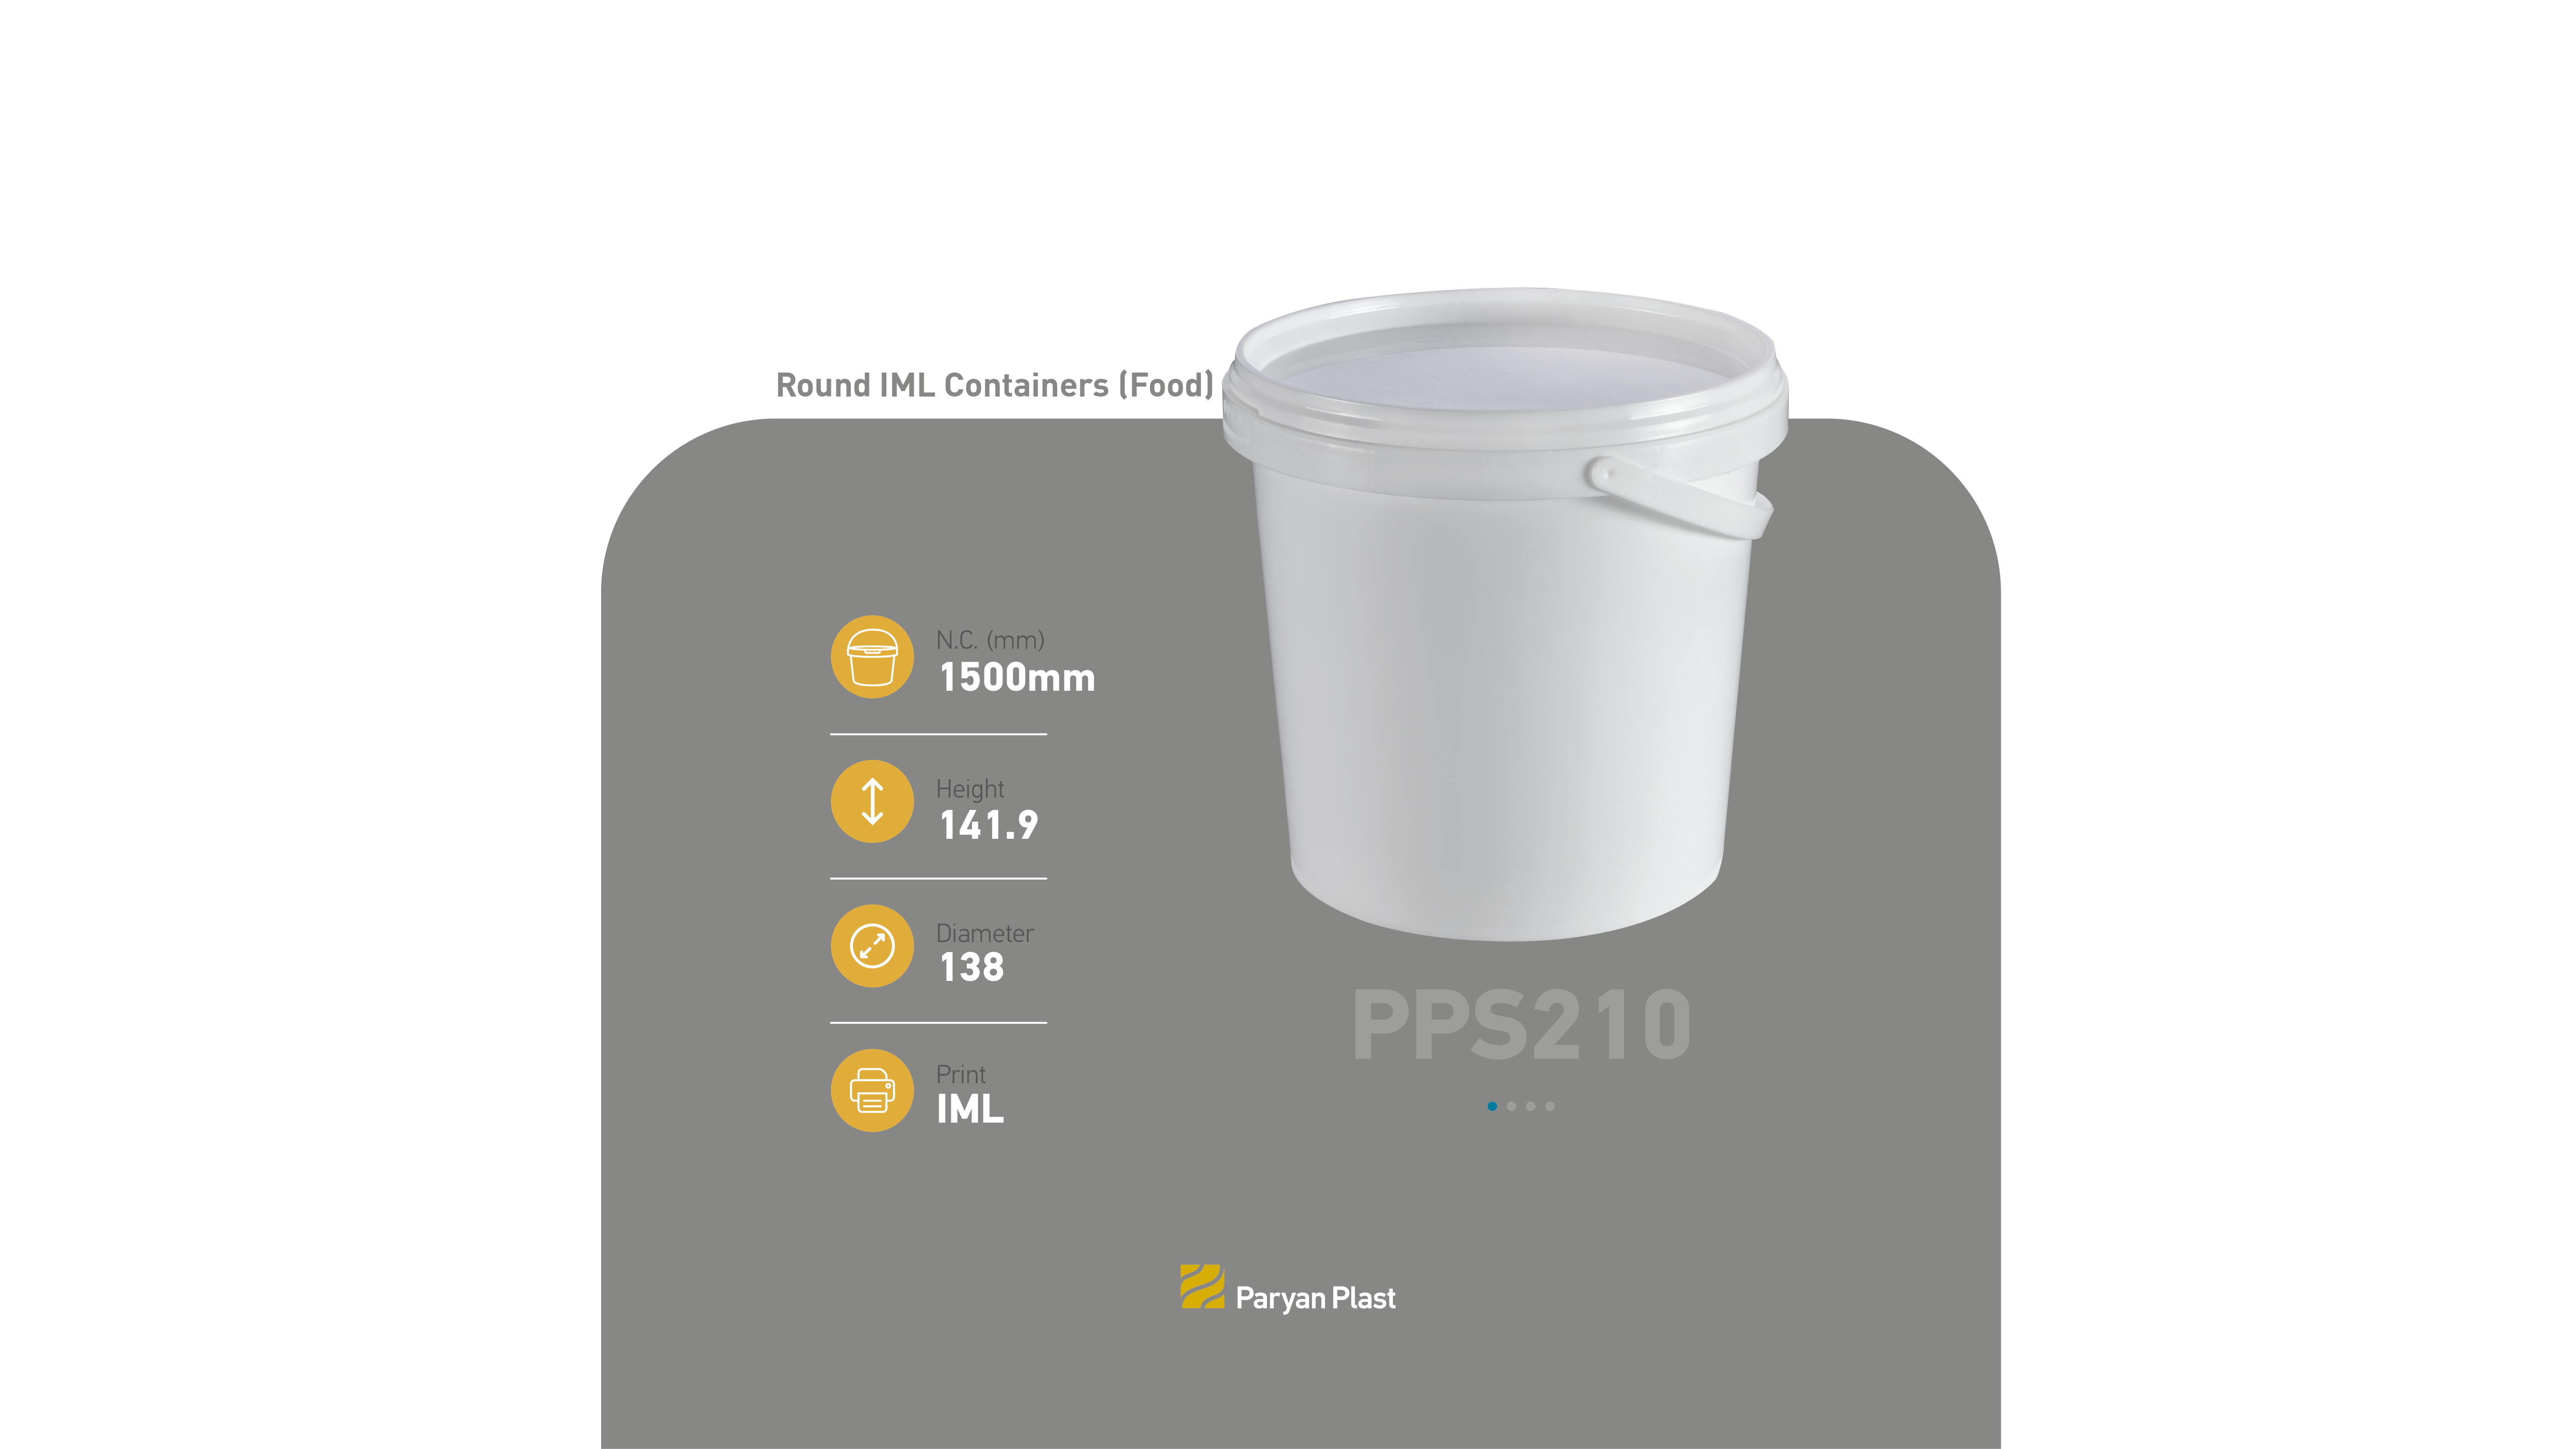 Round IML Containers (Food)
N.C. (mm)
1500mm
Height
141.9
Diameter
138
Print
IML
PPS210
Paryan Plast